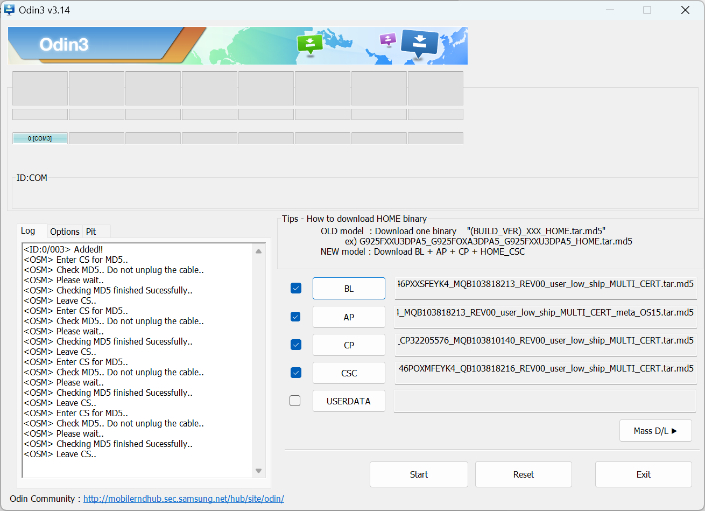 Odin3 v3.14
Odin3
0 [COM3]
ID:COM
Log Options Pit
<ID:0/003> Added!!
<OSM> Enter CS for MD5..
<OSM> Check MD5.. Do not unplug the cable..
<OSM> Please wait..
<OSM> Checking MD5 finished Sucessfully..
<OSM> Leave CS..
<OSM> Enter CS for MD5..
<OSM> Check MD5.. Do not unplug the cable..
<OSM> Please wait..
<OSM> Checking MD5 finished Sucessfully..
<OSM> Leave CS..
<OSM> Enter CS for MD5..
<OSM> Check MD5.. Do not unplug the cable..
<OSM> Please wait..
<OSM> Checking MD5 finished Sucessfully..
<OSM> Leave CS..
<OSM> Enter CS for MD5..
<OSM> Check MD5.. Do not unplug the cable..
<OSM> Please wait..
<OSM> Checking MD5 finished Sucessfully..
<OSM> Leave CS..
Tips - How to download HOME binary
OLD model : Download one binary "(BUILD_VER)_XXX_HOME.tar.md5"
ex) G925FXXU3DPA5_G925FOXA3DPA5_G925FXXU3DPA5_HOME.tar.md5
NEW model : Download BL + AP + CP + HOME_CSC
BL 46PXXSFEYK4_MQB103818213_REV00_user_low_ship_MULTI_CERT.tar.md5
AP 4_MQB103818213_REV00_user_low_ship_MULTI_CERT_meta_OS15.tar.md5
CP _CP32205576_MQB103810140_REV00_user_low_ship_MULTI_CERT.tar.md5
CSC 46POXMFEYK4_QB103818216_REV00_user_low_ship_MULTI_CERT.tar.md5
USERDATA
Mass D/L ▶
Start Reset Exit
Odin Community : http://mobilerndhub.sec.samsung.net/hub/site/odin/